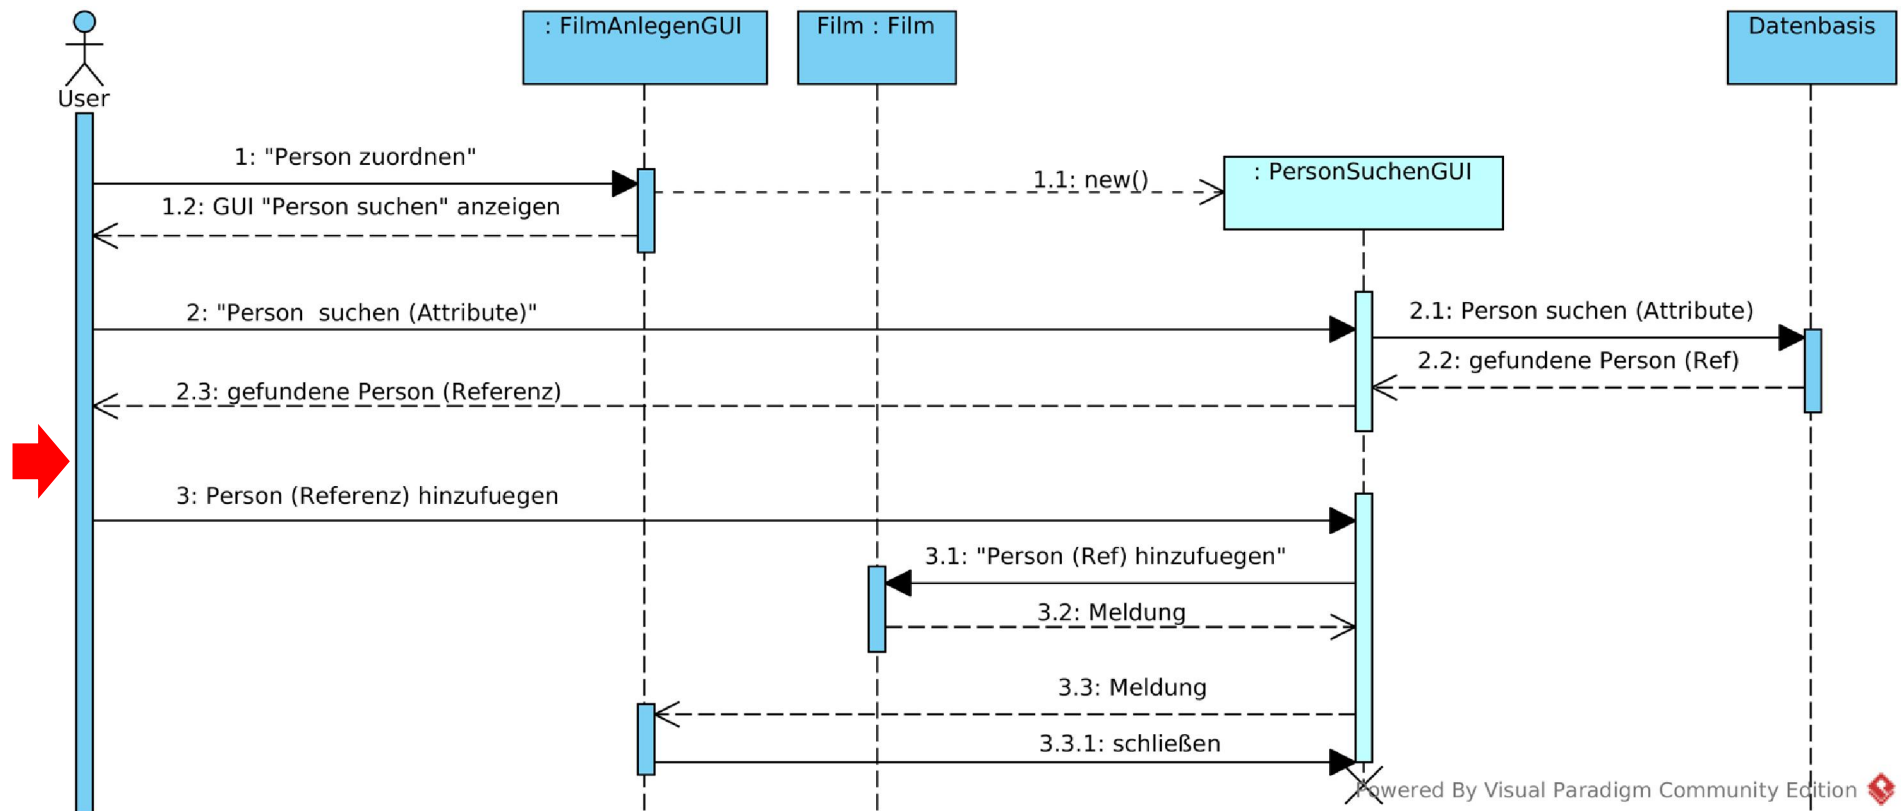 : FilmAnlegenGUI
Film : Film
Datenbasis
User
1: "Person zuordnen"
1.1: new()
: PersonSuchenGUI
1.2: GUI "Person suchen" anzeigen
2: "Person  suchen (Attribute)"
2.1: Person suchen (Attribute)
2.2: gefundene Person (Ref)
2.3: gefundene Person (Referenz)
3: Person (Referenz) hinzufuegen
3.1: "Person (Ref) hinzufuegen"
3.2: Meldung
3.3: Meldung
3.3.1: schließen
Powered By Visual Paradigm Community Edition